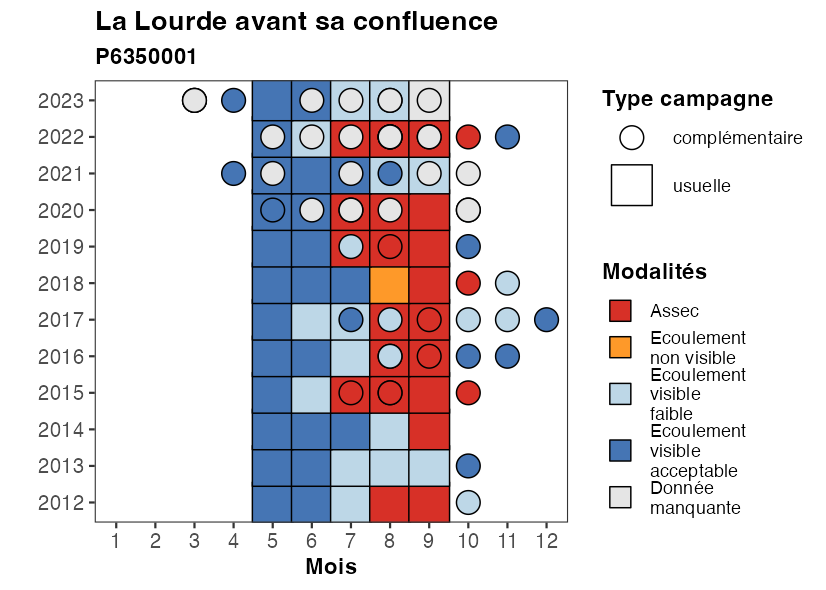 La Lourde avant sa confluence
P6350001
2023
2022
2021
2020
2019
2018
2017
2016
2015
2014
2013
2012
1 2 3 4 5 6 7 8 9 10 11 12
Mois
Type campagne
complémentaire
usuelle
Modalités
Assec
Ecoulement
non visible
Ecoulement
visible
faible
Ecoulement
visible
acceptable
Donnée
manquante